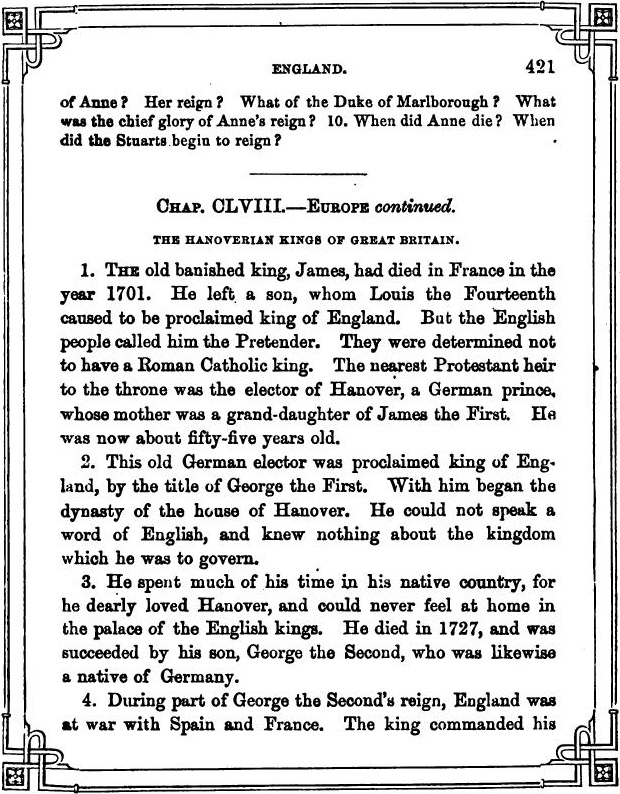 ENGLAND. 421
of Anne? Her reign? What of the Duke of Marlborough? What
was the chief glory of Anne's reign? 10. When did Anne die? When
did the Stuarts begin to reign?
CHAP. CLVIII.—EUROPE continued.
THE HANOVERIAN KINGS OF GREAT BRITAIN.
1. THE old banished king, James, had died in France in the
year 1701. He left a son, whom Louis the Fourteenth
caused to be proclaimed king of England. But the English
people called him the Pretender. They were determined not
to have a Roman Catholic king. The nearest Protestant heir
to the throne was the elector of Hanover, a German prince,
whose mother was a grand-daughter of James the First. He
was now about fifty-five years old.
2. This old German elector was proclaimed king of Eng-
land, by the title of George the First. With him began the
dynasty of the house of Hanover. He could not speak a
word of English, and knew nothing about the kingdom
which he was to govern.
3. He spent much of his time in his native country, for
he dearly loved Hanover, and could never feel at home in
the palace of the English kings. He died in 1727, and was
succeeded by his son, George the Second, who was likewise
a native of Germany.
4. During part of George the Second's reign, England was
at war with Spain and France. The king commanded his